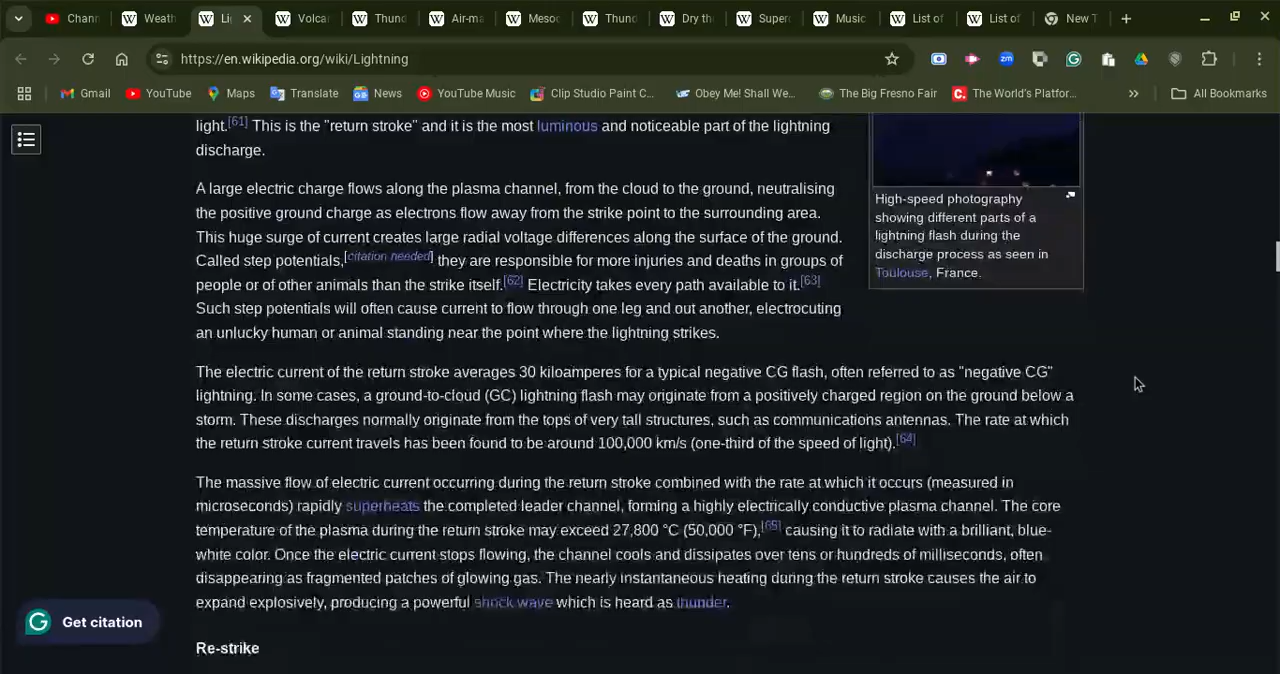 Chann
Weath
Li
Volca
Thund
Air-ma
Mesoc
Thund
Dry th
Superc
Music
List of
List of
New T
https://en.wikipedia.org/wiki/Lightning
Gmail
YouTube
Maps
Translate
News
YouTube Music
Clip Studio Paint C...
Obey Me! Shall We...
The Big Fresno Fair
The World's Platfor...
All Bookmarks
light.[61] This is the "return stroke" and it is the most luminous and noticeable part of the lightning
discharge.
A large electric charge flows along the plasma channel, from the cloud to the ground, neutralising
the positive ground charge as electrons flow away from the strike point to the surrounding area.
This huge surge of current creates large radial voltage differences along the surface of the ground.
Called step potentials,[citation needed] they are responsible for more injuries and deaths in groups of
people or of other animals than the strike itself.[62] Electricity takes every path available to it.[63]
Such step potentials will often cause current to flow through one leg and out another, electrocuting
an unlucky human or animal standing near the point where the lightning strikes.
High-speed photography
showing different parts of a
lightning flash during the
discharge process as seen in
Toulouse, France.
The electric current of the return stroke averages 30 kiloamperes for a typical negative CG flash, often referred to as "negative CG"
lightning. In some cases, a ground-to-cloud (GC) lightning flash may originate from a positively charged region on the ground below a
storm. These discharges normally originate from the tops of very tall structures, such as communications antennas. The rate at which
the return stroke current travels has been found to be around 100,000 km/s (one-third of the speed of light).[64]
The massive flow of electric current occurring during the return stroke combined with the rate at which it occurs (measured in
microseconds) rapidly superheats the completed leader channel, forming a highly electrically conductive plasma channel. The core
temperature of the plasma during the return stroke may exceed 27,800 °C (50,000 °F),[65] causing it to radiate with a brilliant, blue-
white color. Once the electric current stops flowing, the channel cools and dissipates over tens or hundreds of milliseconds, often
disappearing as fragmented patches of glowing gas. The nearly instantaneous heating during the return stroke causes the air to
expand explosively, producing a powerful shock wave which is heard as thunder.
Get citation
Re-strike